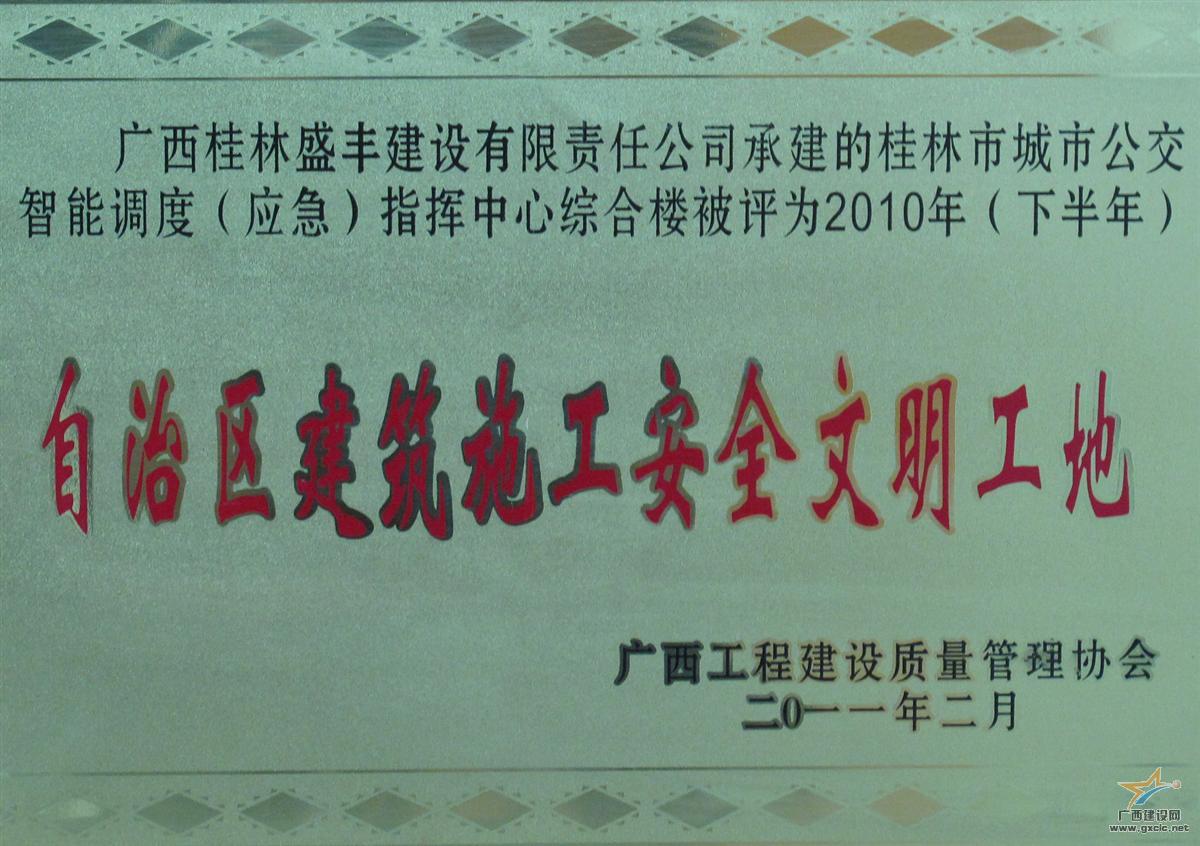 广西桂林盛丰建设有限责任公司承建的桂林市城市公交
智能调度（应急）指挥中心综合楼被评为2010年（下半年）
自治区建筑施工安全文明工地
广西工程建设质量管理协会
二0一一年二月
广西建设网
www.gxcic.net